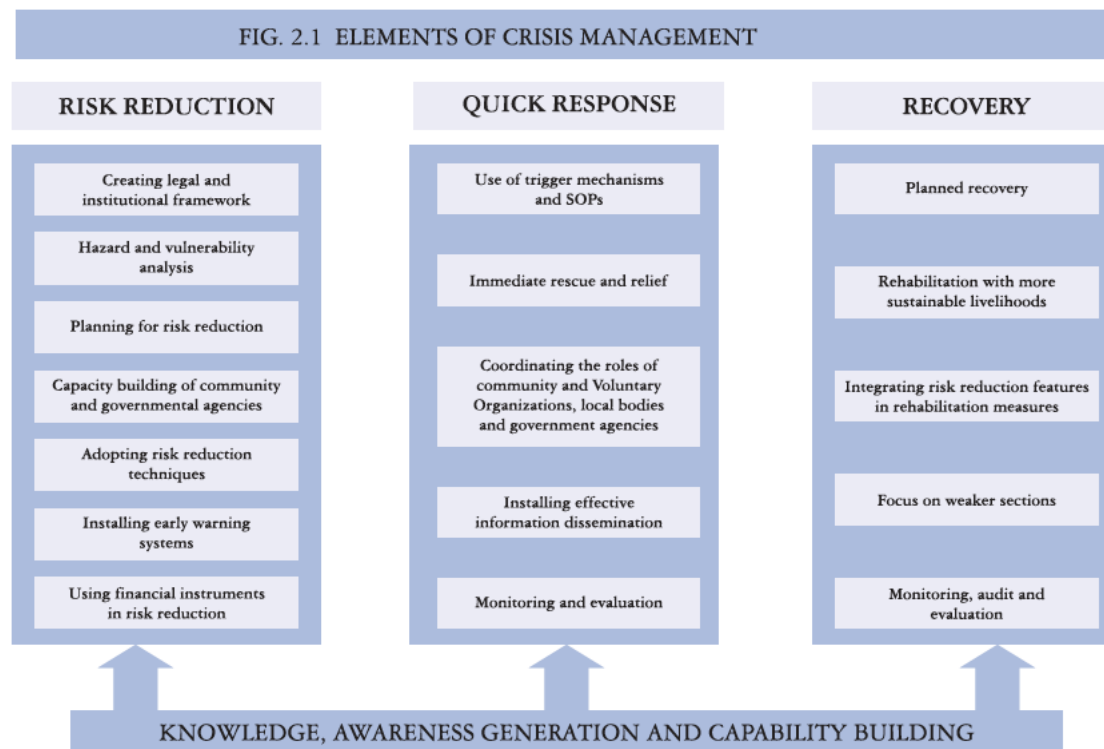 FIG. 2.1 ELEMENTS OF CRISIS MANAGEMENT
RISK REDUCTION
Creating legal and
institutional framework
Hazard and vulnerability
analysis
Planning for risk reduction
Capacity building of community
and governmental agencies
Adopting risk reduction
techniques
Installing early warning
systems
Using financial instruments
in risk reduction
QUICK RESPONSE
Use of trigger mechanisms
and SOPs
Immediate rescue and relief
Coordinating the roles of
community and Voluntary
Organizations, local bodies
and government agencies
Installing effective
information dissemination
Monitoring and evaluation
RECOVERY
Planned recovery
Rehabilitation with more
sustainable livelihoods
Integrating risk reduction features
in rehabilitation measures
Focus on weaker sections
Monitoring, audit and
evaluation
KNOWLEDGE, AWARENESS GENERATION AND CAPABILITY BUILDING